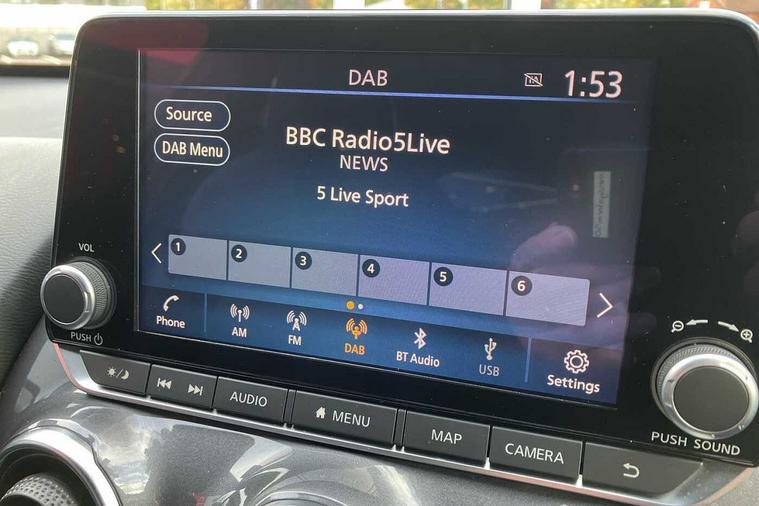 DAB
TA
1:53
Source
BBC Radio5Live
DAB Menu
NEWS
5 Live Sport
1 2 3 4 5 6
Phone
AM
FM
DAB
BT Audio
USB
Settings
VOL
PUSH
AUDIO
MENU
MAP
CAMERA
PUSH SOUND